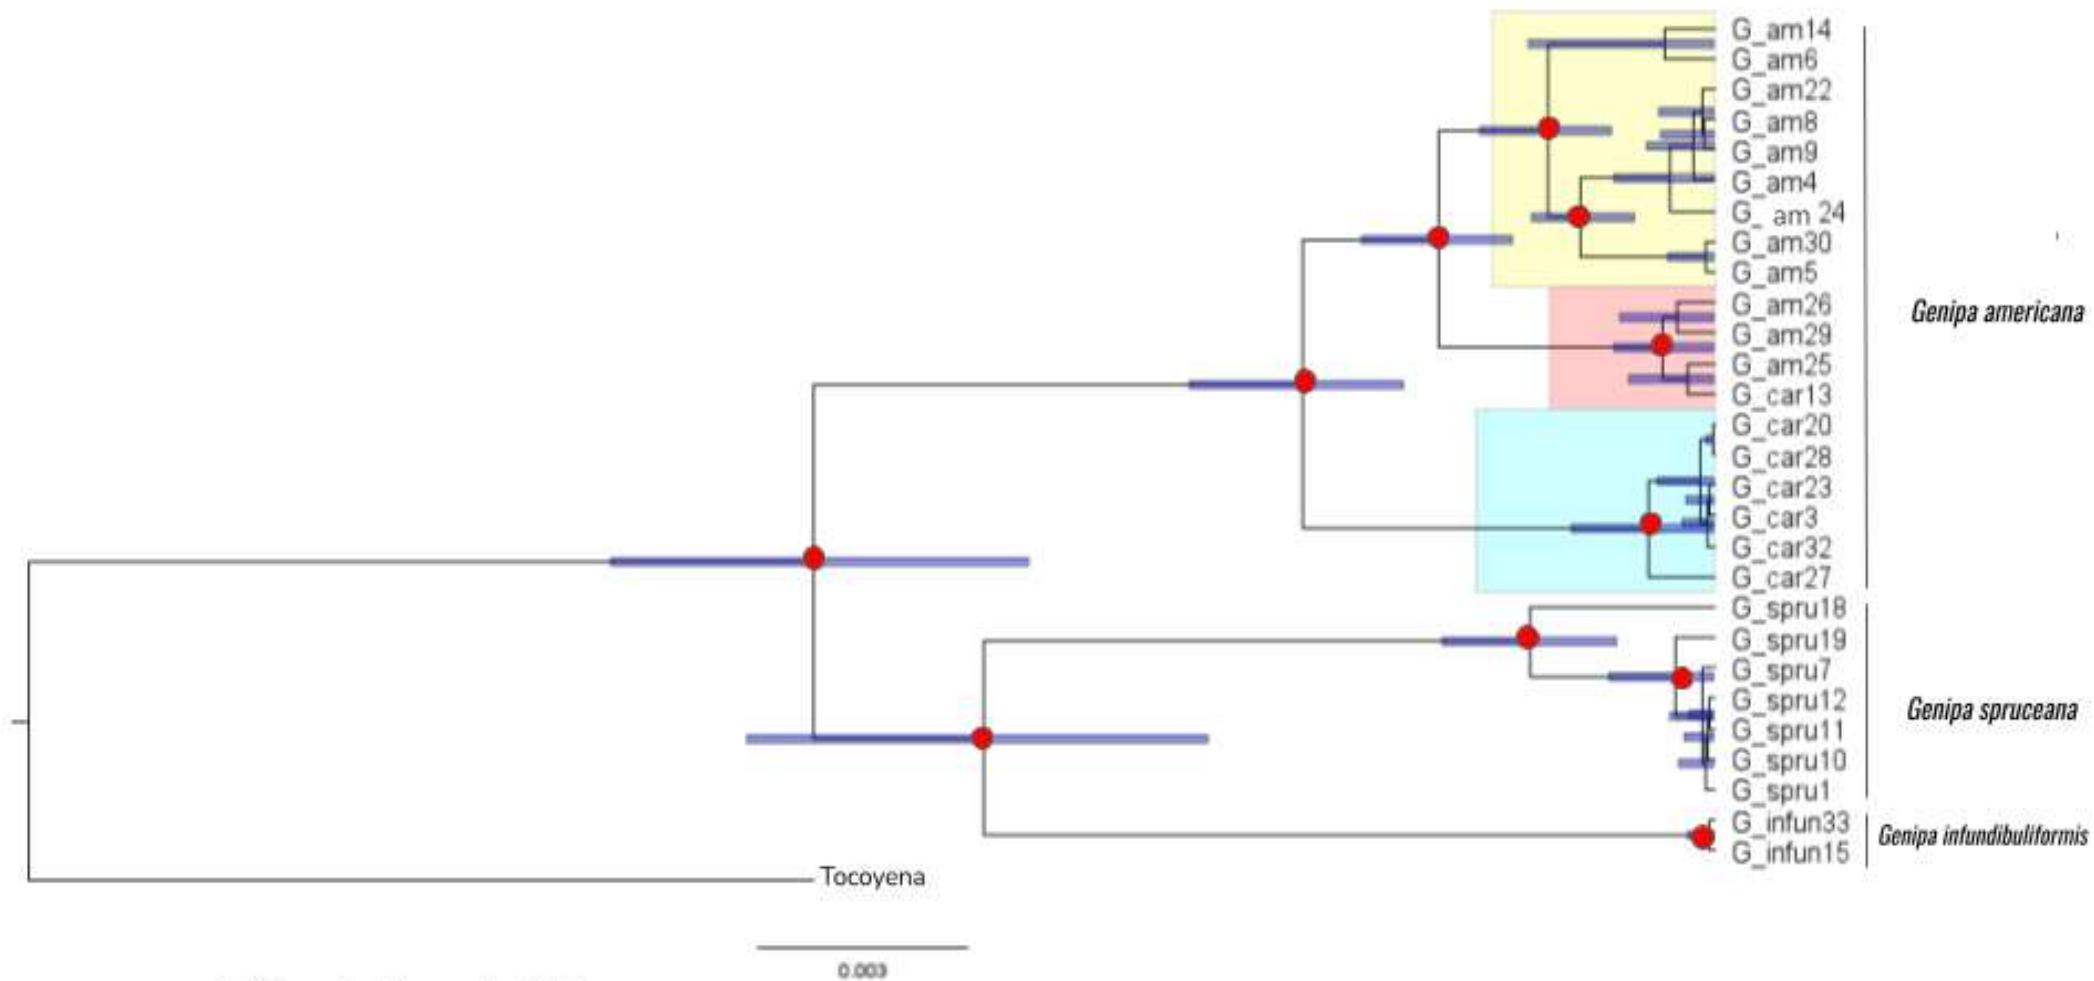 G_am14
G_am6
G_am22
G_am8
G_am9
G_am4
G_ am 24
G_am30
G_am5
G_am26
G_am29
G_am25
G_car13
G_car20
G_car28
G_car23
G_car3
G_car32
G_car27
G_spru18
G_spru19
G_spru7
G_spru12
G_spru11
G_spru10
G_spru1
G_infun33
G_infun15
Genipa americana
Genipa spruceana
Genipa infundibuliformis
Tocoyena
0.003